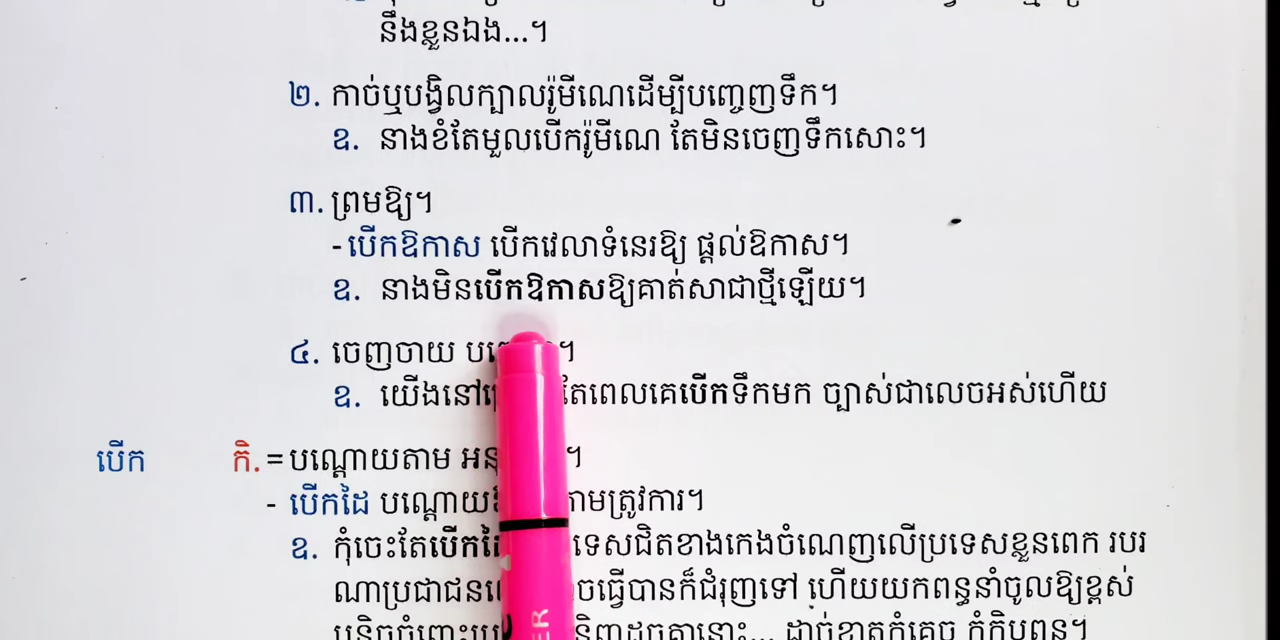 នឹងខ្លួនឯង...។
២. កាច់ឬបង្វិលក្បាលរ៉ូមីណេដើម្បីបញ្ចេញទឹក។
ឧ. នាងខំតែមួលបើករ៉ូមីណេ តែមិនចេញទឹកសោះ។
៣. ព្រមឱ្យ។
- បើកឱកាស បើកវេលាទំនេរឱ្យ ផ្ដល់ឱកាស។
ឧ. នាងមិនបើកឱកាសឱ្យគាត់សាជាថ្មីឡើយ។
៤. ចេញចាយ
ឧ. យើងនៅ តែពេលគេបើកទឹកមក ច្បាស់ជាលេចអស់ហើយ
បើក កិ. = បណ្ដោយតាម
- បើកដៃ បណ្ដោយ តាមត្រូវការ។
ឧ. កុំចេះតែបើកដៃ ទេសជិតខាងកេងចំណេញលើប្រទេសខ្លួនពេក របរ
ណាប្រជាជន ចធ្វើបានក៏ជំរុញទៅ ហើយយកពន្ធនាំចូលឱ្យខ្ពស់